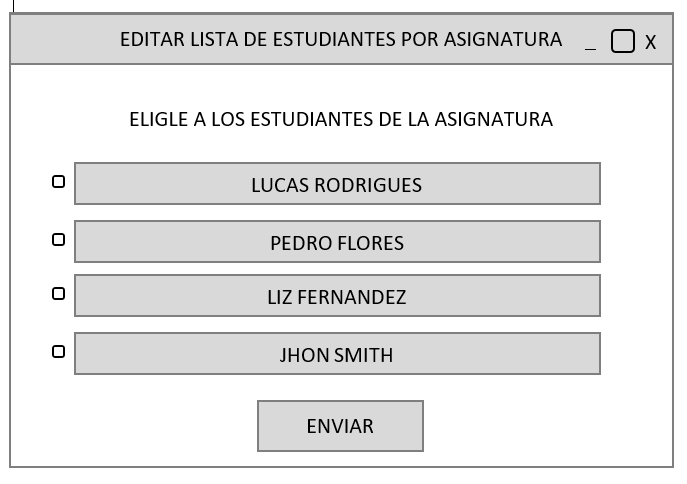 EDITAR LISTA DE ESTUDIANTES POR ASIGNATURA _ X
ELIGLE A LOS ESTUDIANTES DE LA ASIGNATURA
LUCAS RODRIGUES
PEDRO FLORES
LIZ FERNANDEZ
JHON SMITH
ENVIAR